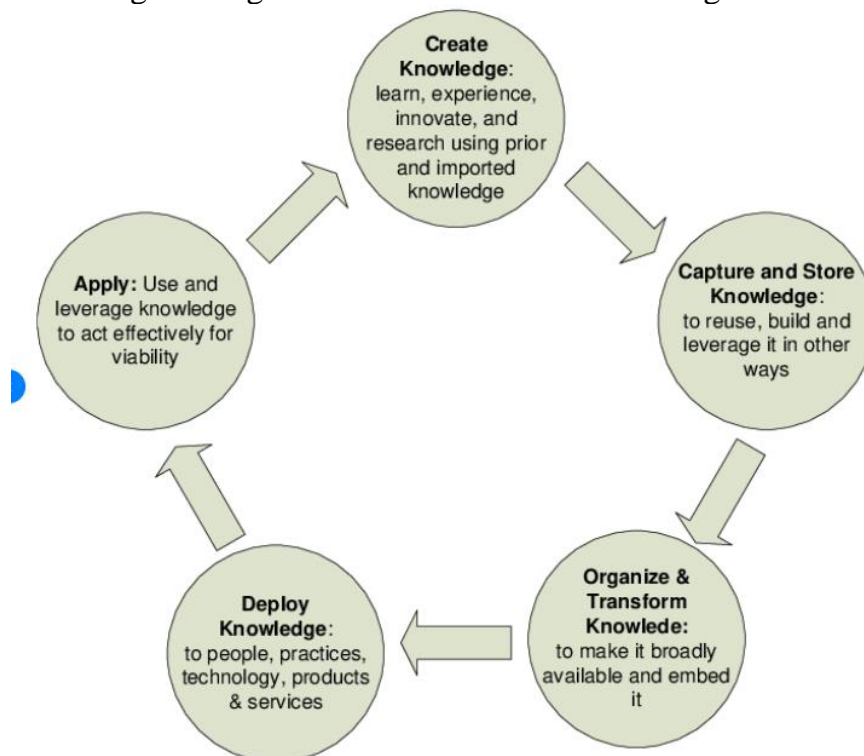 Create
Knowledge:
learn, experience,
innovate, and
research using prior
and imported
knowledge
Capture and Store
Knowledge:
to reuse, build and
leverage it in other
ways
Organize &
Transform
Knowlede:
to make it broadly
available and embed
it
Deploy
Knowledge:
to people, practices,
technology, products
& services
Apply: Use and
leverage knowledge
to act effectively for
viability